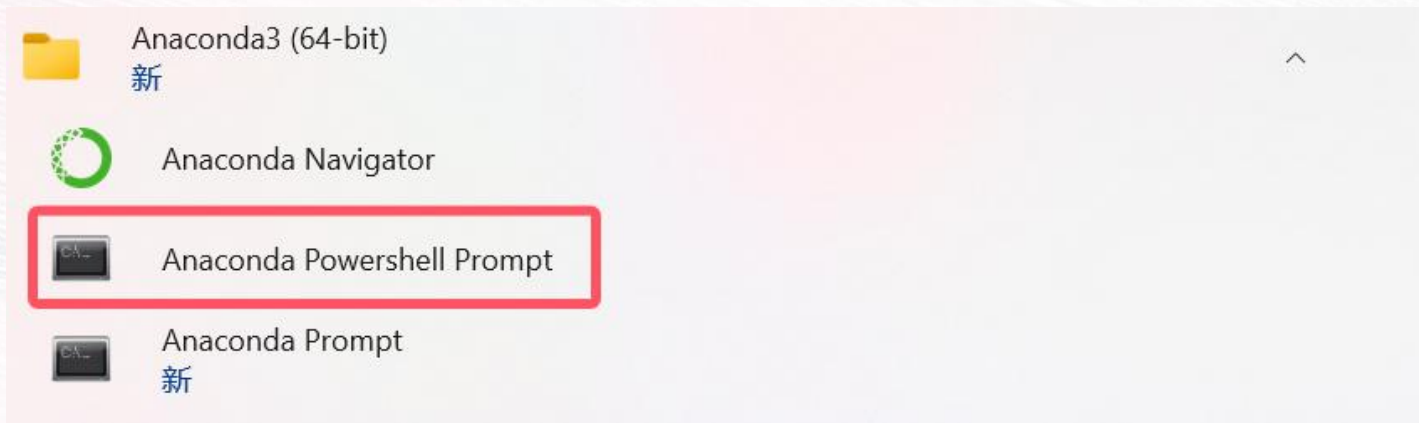 Anaconda3 (64-bit)
新
Anaconda Navigator
Anaconda Powershell Prompt
Anaconda Prompt
新